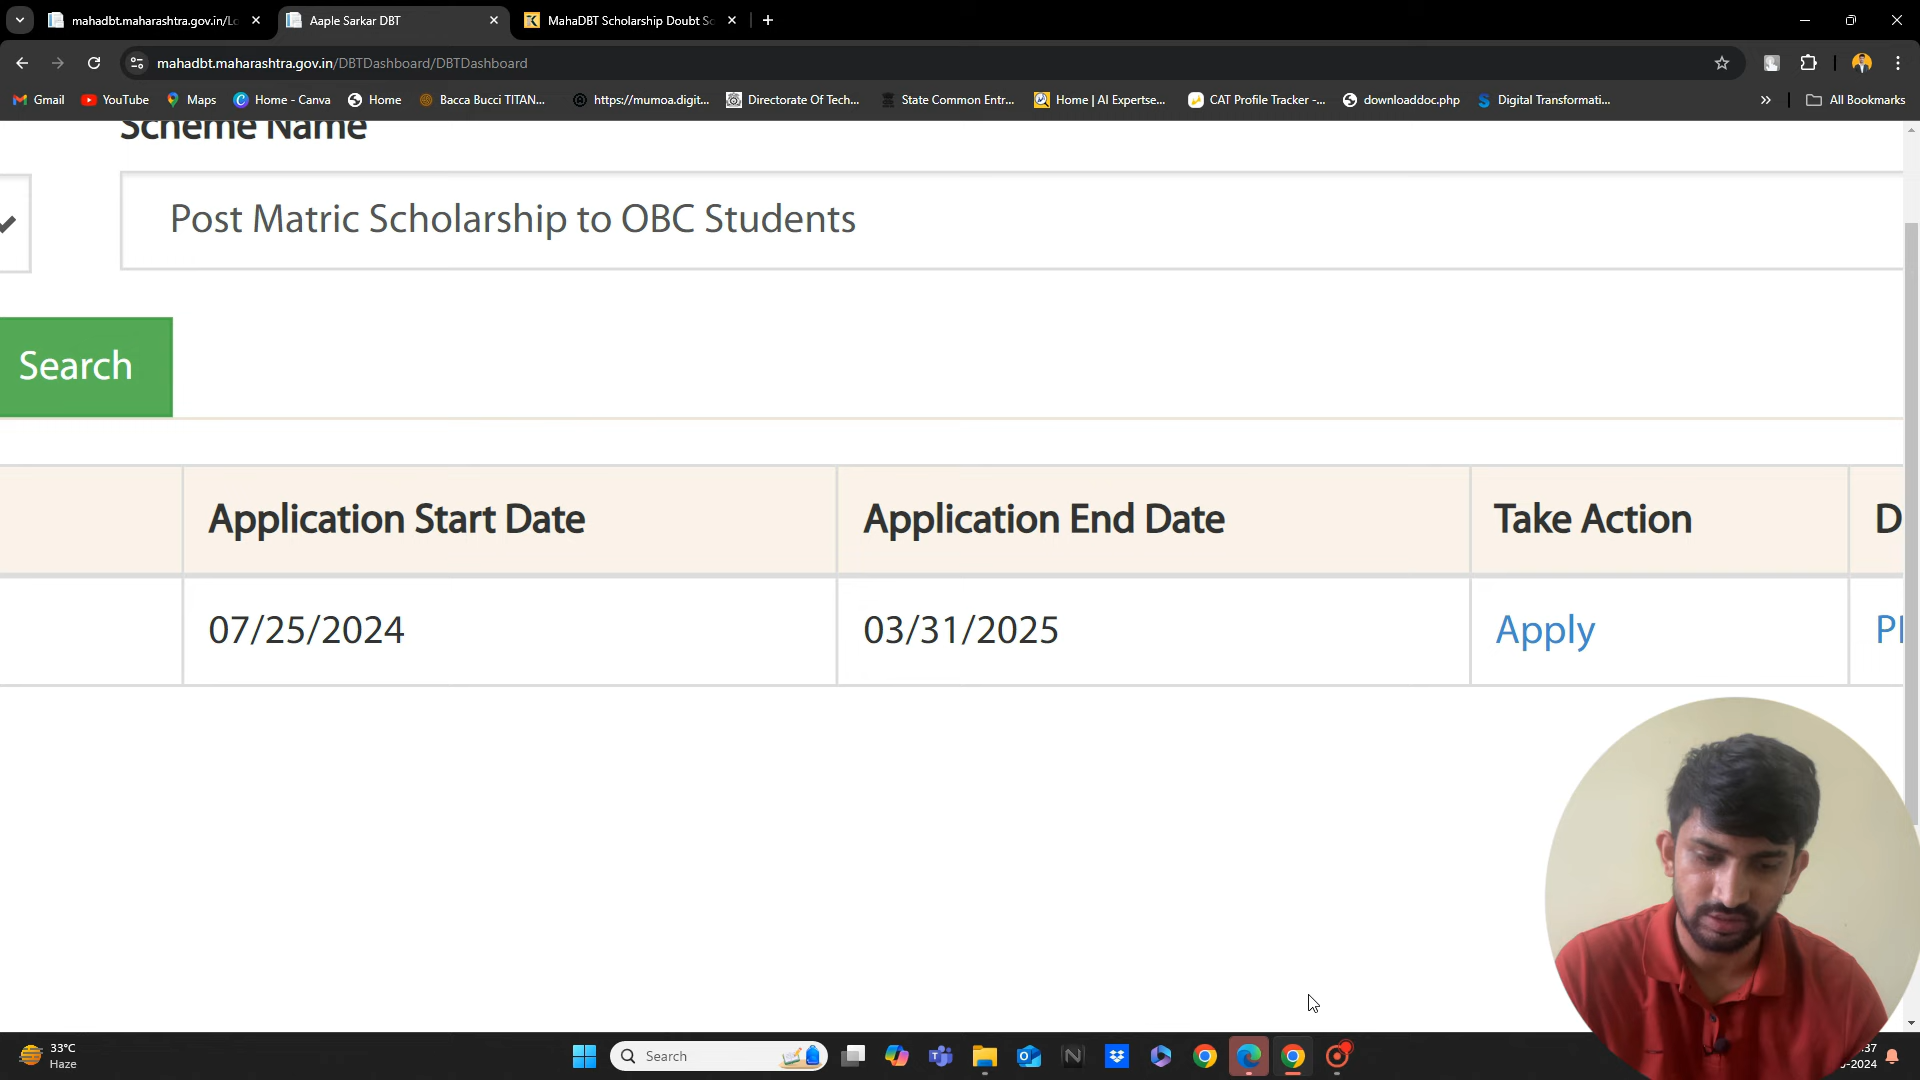 mahadbt.maharashtra.gov.in/Lo
Aaple Sarkar DBT
MahaDBT Scholarship Doubt So
mahadbt.maharashtra.gov.in/DBTDashboard/DBTDashboard
Gmail
YouTube
Maps
Home - Canva
Home
Bacca Bucci TITAN...
https://mumoa.digit...
Directorate Of Tech...
State Common Entr...
Home | AI Expertse...
CAT Profile Tracker -...
downloaddoc.php
Digital Transformati...
All Bookmarks
Scheme Name
Post Matric Scholarship to OBC Students
Search
Application Start Date
Application End Date
Take Action
D
07/25/2024
03/31/2025
Apply
33°C
Haze
Search
:37
-2024